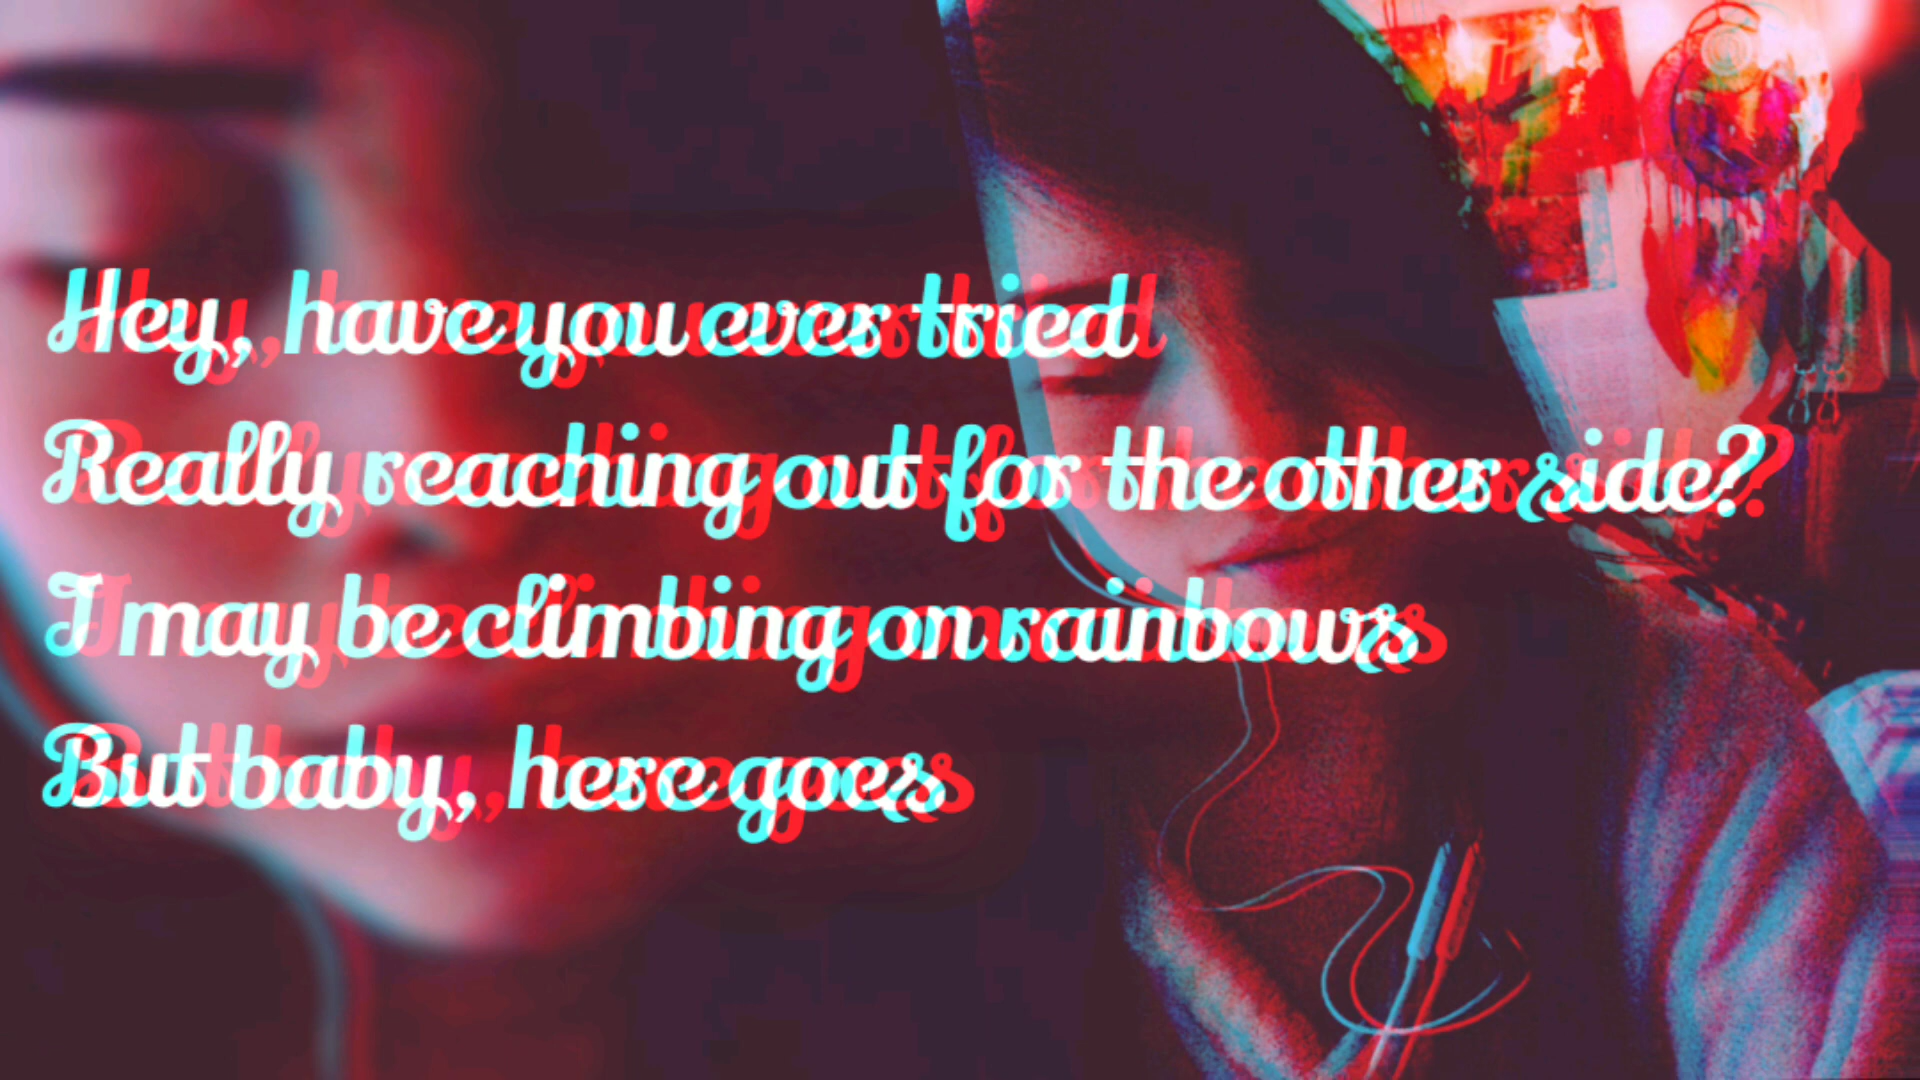 Hey, have you ever tried
Really reaching out for the other side?
I may be climbing on rainbows
But baby, here goes